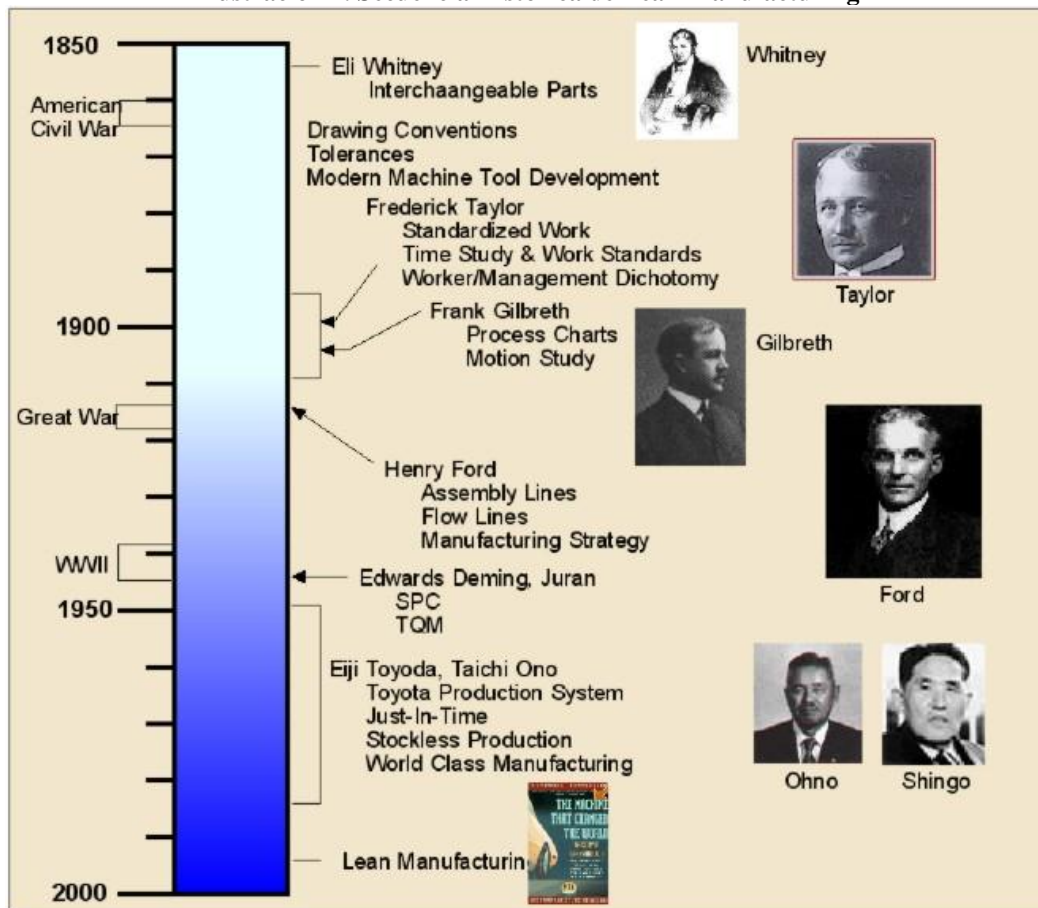 1850
Eli Whitney
Interchaangeable Parts
Whitney
American
Civil War
Drawing Conventions
Tolerances
Modern Machine Tool Development
Frederick Taylor
Standardized Work
Time Study & Work Standards
Worker/Management Dichotomy
Taylor
1900
Frank Gilbreth
Process Charts
Motion Study
Gilbreth
Great War
Henry Ford
Assembly Lines
Flow Lines
Manufacturing Strategy
Ford
WWII
Edwards Deming, Juran
SPC
TQM
1950
Eiji Toyoda, Taichi Ono
Toyota Production System
Just-In-Time
Stockless Production
World Class Manufacturing
Ohno
Shingo
THE MACHINE
THAT CHANGED
THE WORLD
Lean Manufacturin
2000